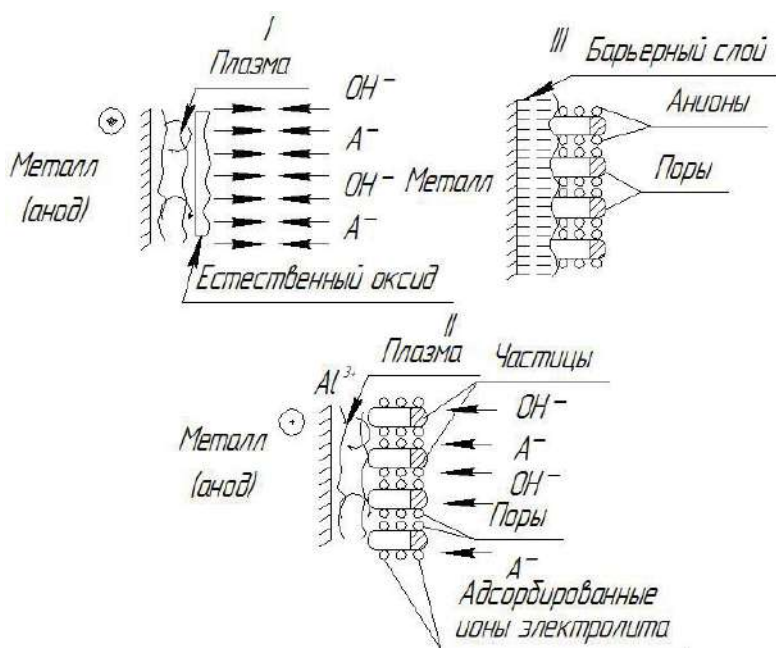 I
Плазма
OH⁻
A⁻
OH⁻
A⁻
Металл
(анод)
Естественный оксид
III
Барьерный слой
Анионы
Поры
Металл
II
Плазма
Частицы
Al³⁺
+
OH⁻
A⁻
OH⁻
Поры
A⁻
Металл
(анод)
Адсорбированные
ионы электролита